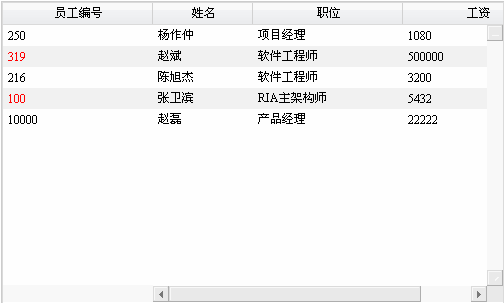 员工编号 姓名 职位 工资
250 杨作仲 项目经理 1080
319 赵斌 软件工程师 500000
216 陈旭杰 软件工程师 3200
100 张卫滨 RIA主架构师 5432
10000 赵磊 产品经理 22222